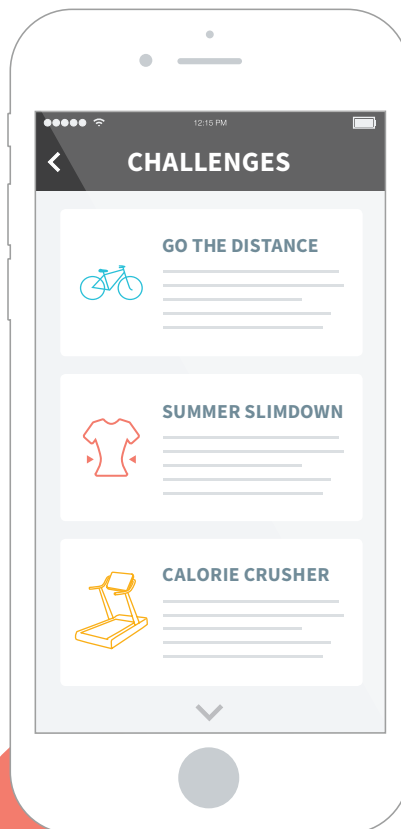 12:15 PM
CHALLENGES
GO THE DISTANCE
SUMMER SLIMDOWN
CALORIE CRUSHER